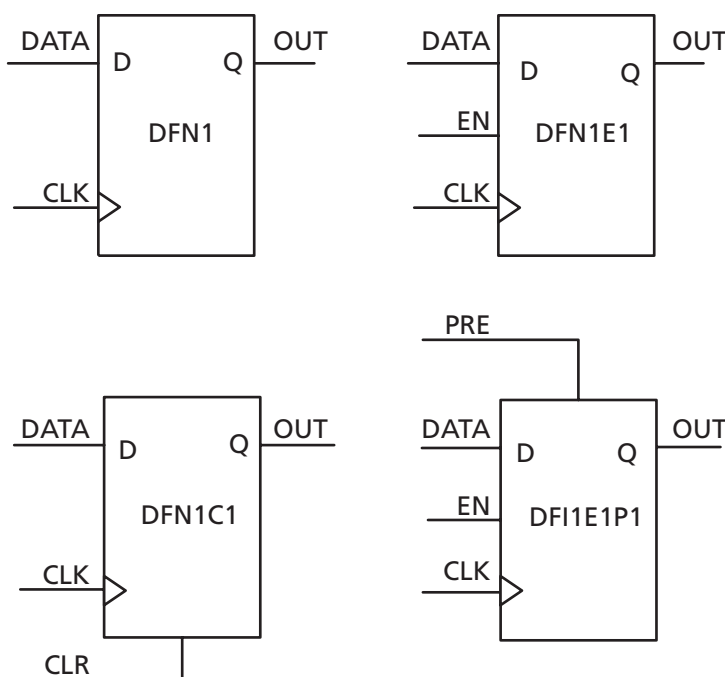 DATA
OUT
D
Q
DFN1
CLK
DATA
OUT
D
Q
EN
DFN1E1
CLK
DATA
OUT
D
Q
DFN1C1
CLK
CLR
PRE
DATA
OUT
D
Q
EN
DFI1E1P1
CLK